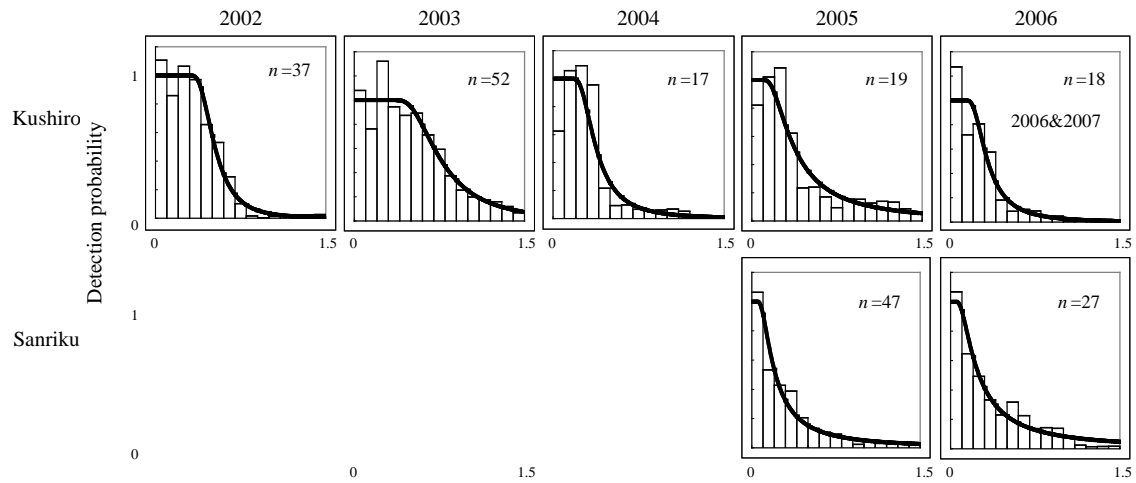 2002 2003 2004 2005 2006
Kushiro
Detection probability
1
0
n=37
n=52
n=17
n=19
n=18
2006&2007
0 1.5 0 1.5 0 1.5 0 1.5 0 1.5
Sanriku
1
0
n=47
n=27
0 1.5 0 1.5 0 1.5